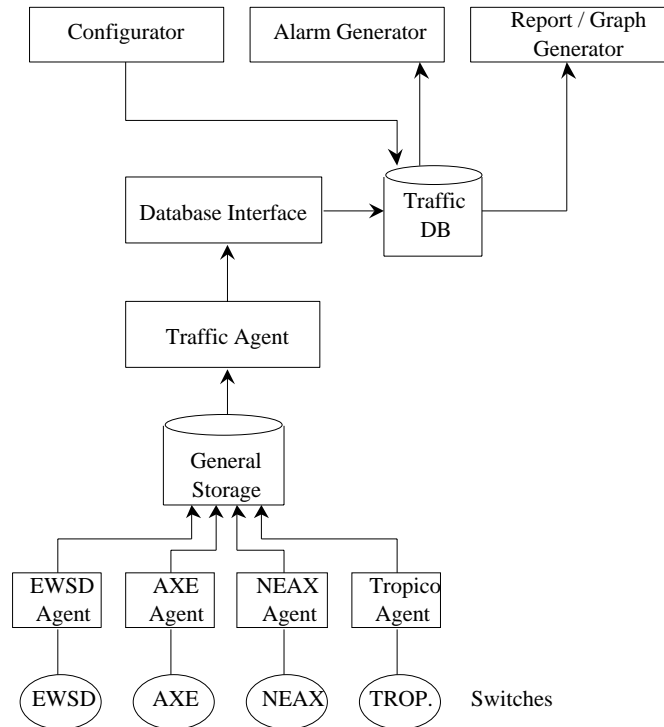 Configurator
Alarm Generator
Report / Graph
Generator
Database Interface
Traffic
DB
Traffic Agent
General
Storage
EWSD
Agent
AXE
Agent
NEAX
Agent
Tropico
Agent
EWSD
AXE
NEAX
TROP.
Switches